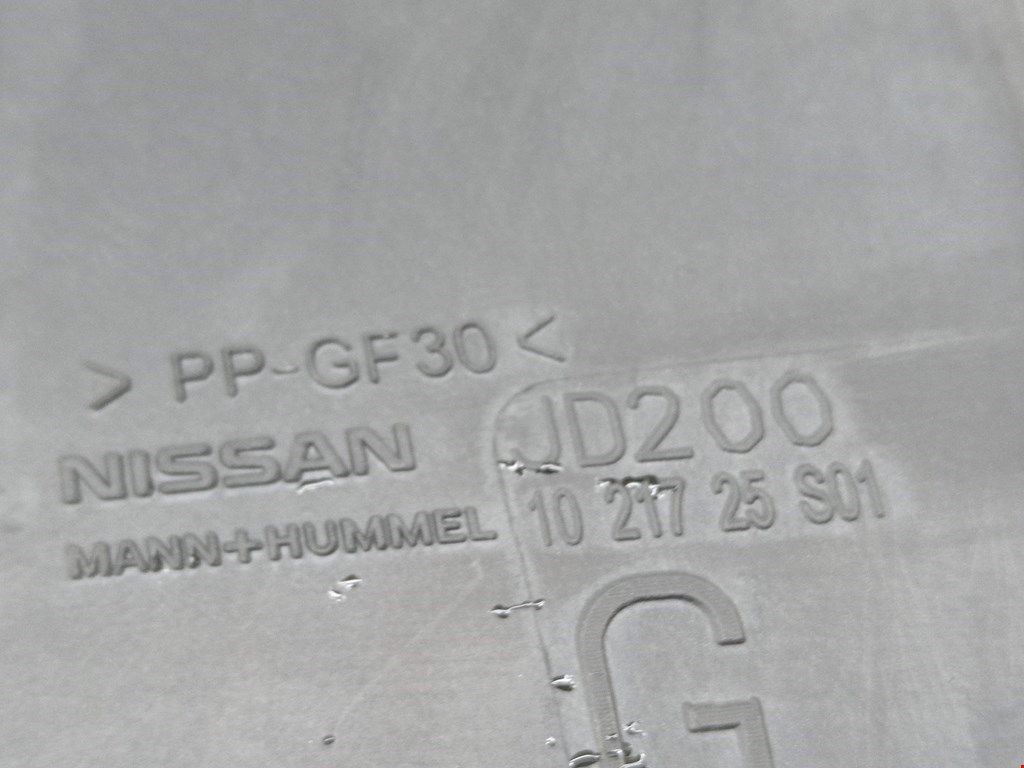 > PP-GF30 <
NISSAN JD200
MANN+HUMMEL 10 217 25 S01
G